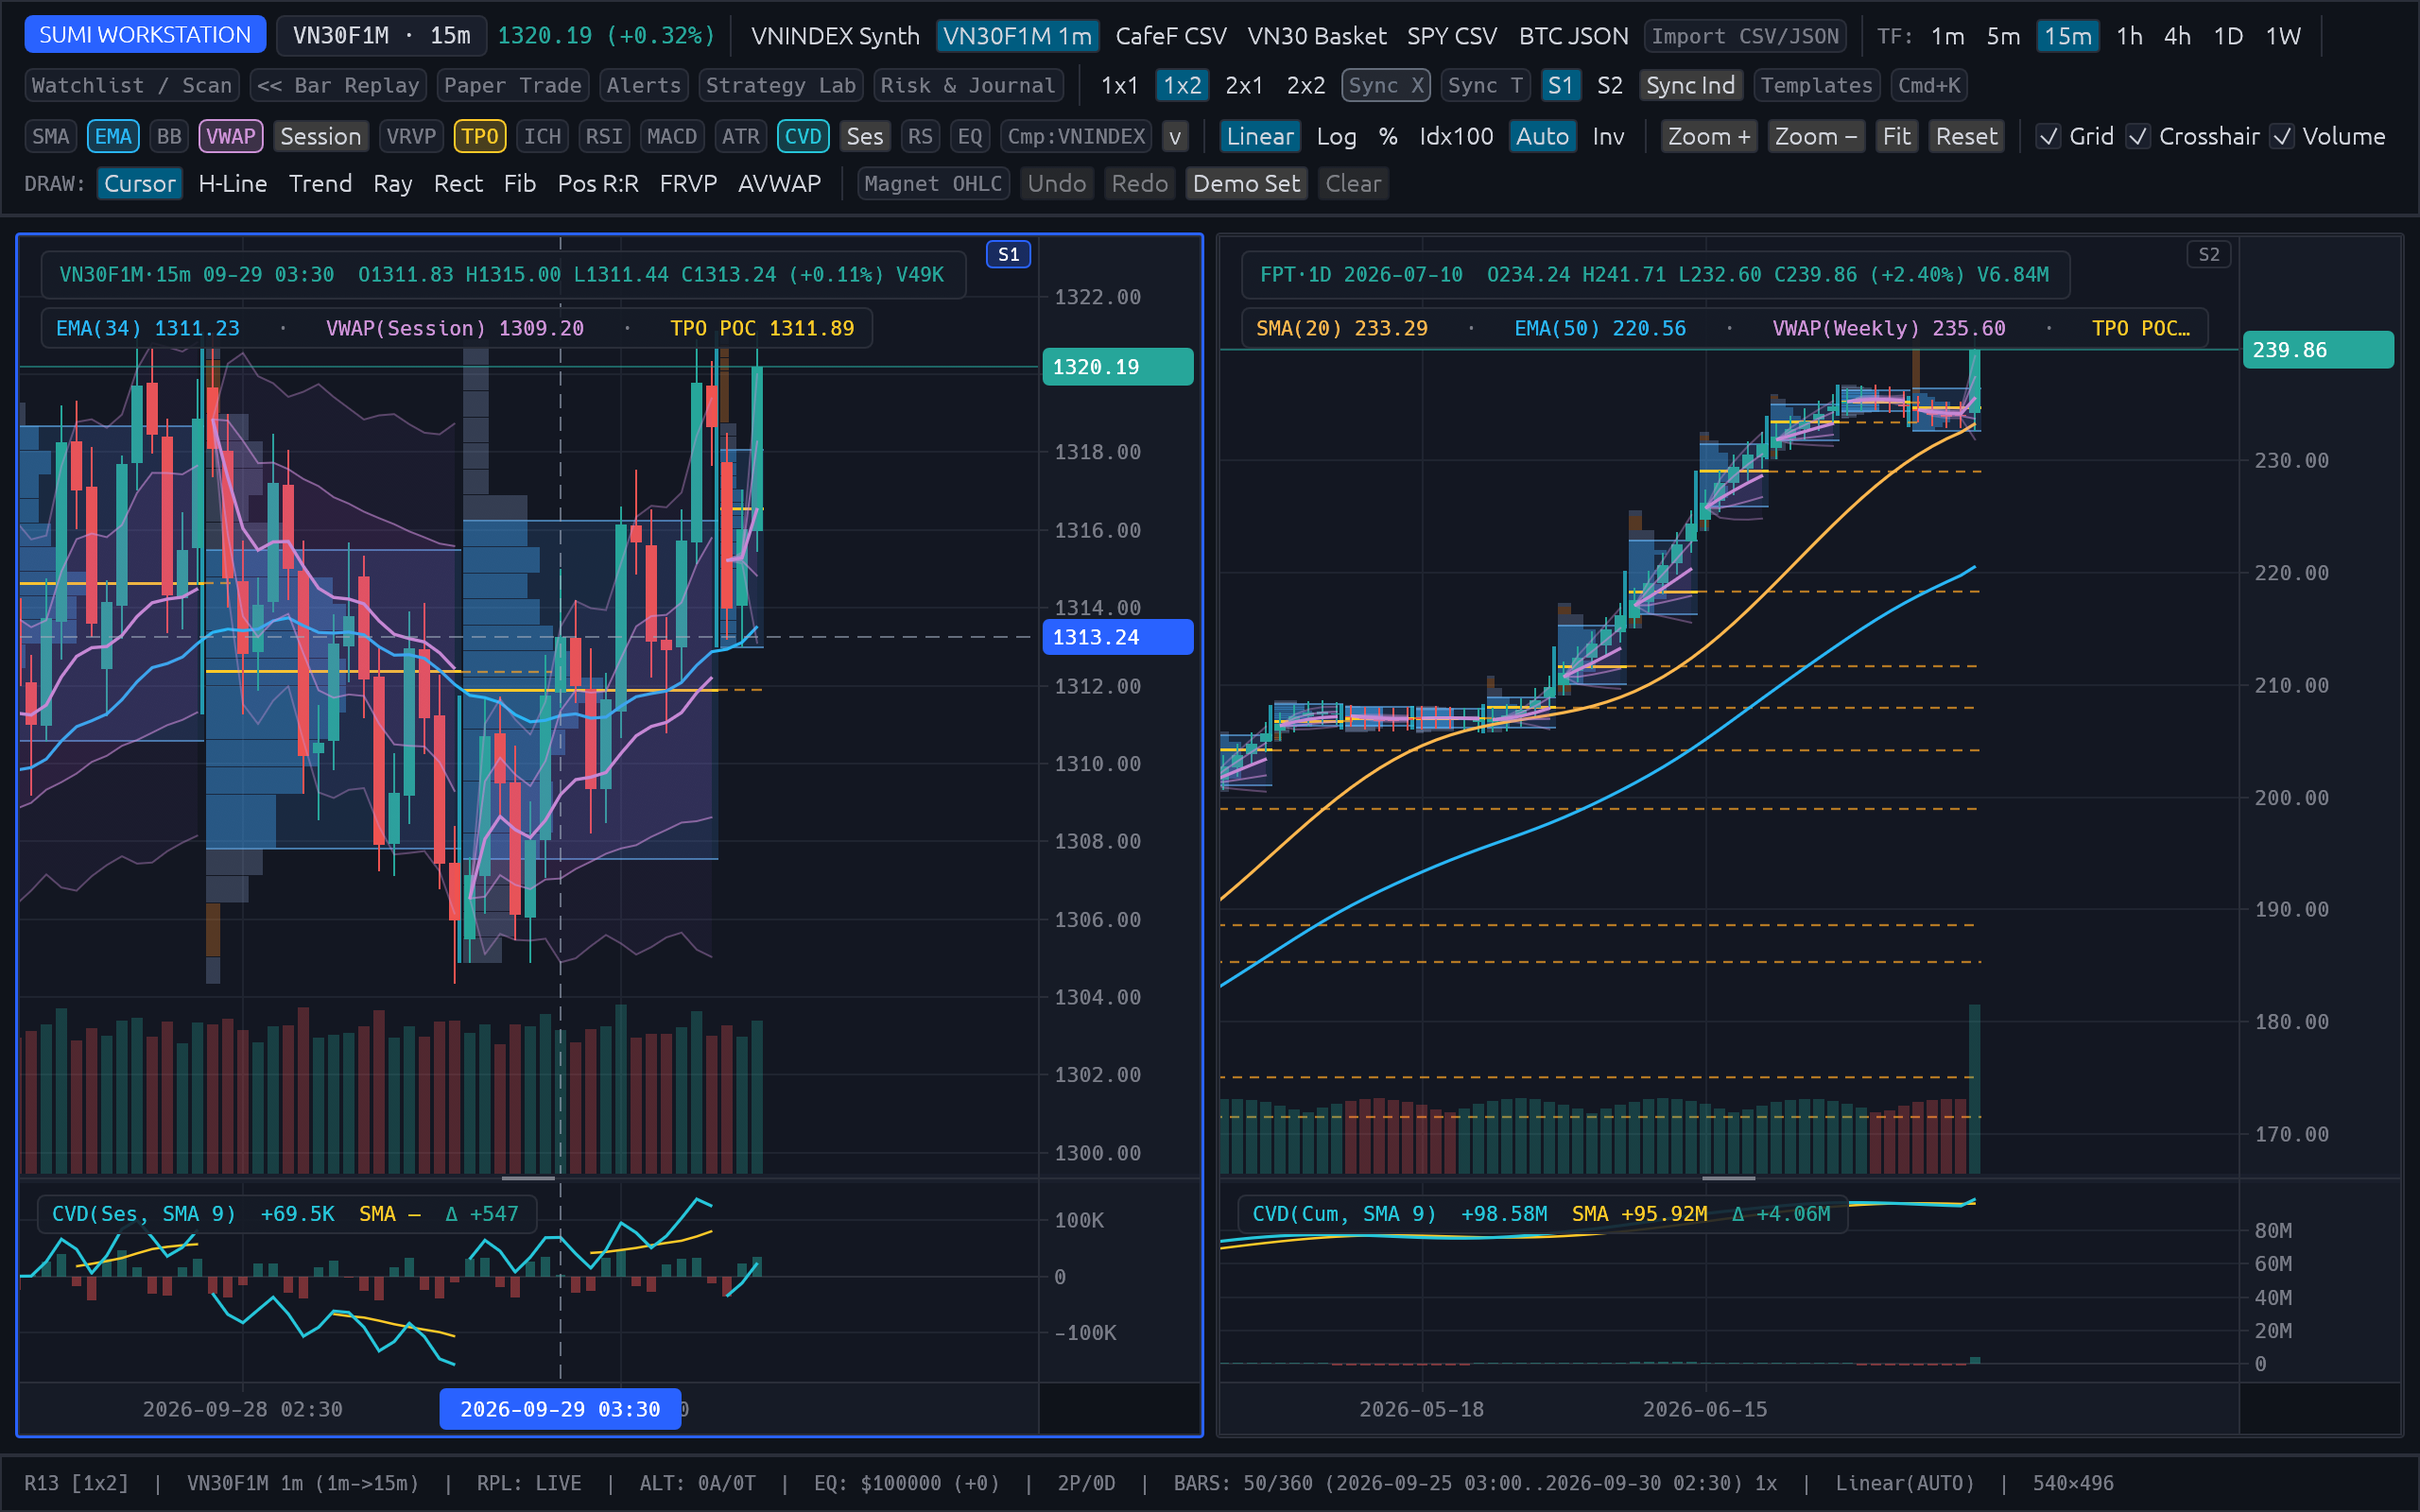 SUMI WORKSTATION VN30F1M · 15m 1320.19 (+0.32%) VNINDEX Synth VN30F1M 1m CafeF CSV VN30 Basket SPY CSV BTC JSON Import CSV/JSON TF: 1m 5m 15m 1h 4h 1D 1W
Watchlist / Scan << Bar Replay Paper Trade Alerts Strategy Lab Risk & Journal 1x1 1x2 2x1 2x2 Sync X Sync T S1 S2 Sync Ind Templates Cmd+K
SMA EMA BB VWAP Session VRVP TPO ICH RSI MACD ATR CVD Ses RS EQ Cmp:VNINDEX v Linear Log % Idx100 Auto Inv Zoom + Zoom − Fit Reset Grid Crosshair Volume
DRAW: Cursor H-Line Trend Ray Rect Fib Pos R:R FRVP AVWAP Magnet OHLC Undo Redo Demo Set Clear
S1
VN30F1M·15m 09-29 03:30 O1311.83 H1315.00 L1311.44 C1313.24 (+0.11%) V49K
EMA(34) 1311.23 · VWAP(Session) 1309.20 · TPO POC 1311.89
1322.00
1320.19
1318.00
1316.00
1314.00
1313.24
1312.00
1310.00
1308.00
1306.00
1304.00
1302.00
1300.00
CVD(Ses, SMA 9) +69.5K SMA — Δ +547
100K
0
-100K
2026-09-28 02:30 2026-09-29 03:30 0
S2
FPT·1D 2026-07-10 O234.24 H241.71 L232.60 C239.86 (+2.40%) V6.84M
SMA(20) 233.29 · EMA(50) 220.56 · VWAP(Weekly) 235.60 · TPO POC…
239.86
230.00
220.00
210.00
200.00
190.00
180.00
170.00
CVD(Cum, SMA 9) +98.58M SMA +95.92M Δ +4.06M
80M
60M
40M
20M
0
2026-05-18 2026-06-15
R13 [1x2] | VN30F1M 1m (1m->15m) | RPL: LIVE | ALT: 0A/0T | EQ: $100000 (+0) | 2P/0D | BARS: 50/360 (2026-09-25 03:00..2026-09-30 02:30) 1x | Linear(AUTO) | 540×496